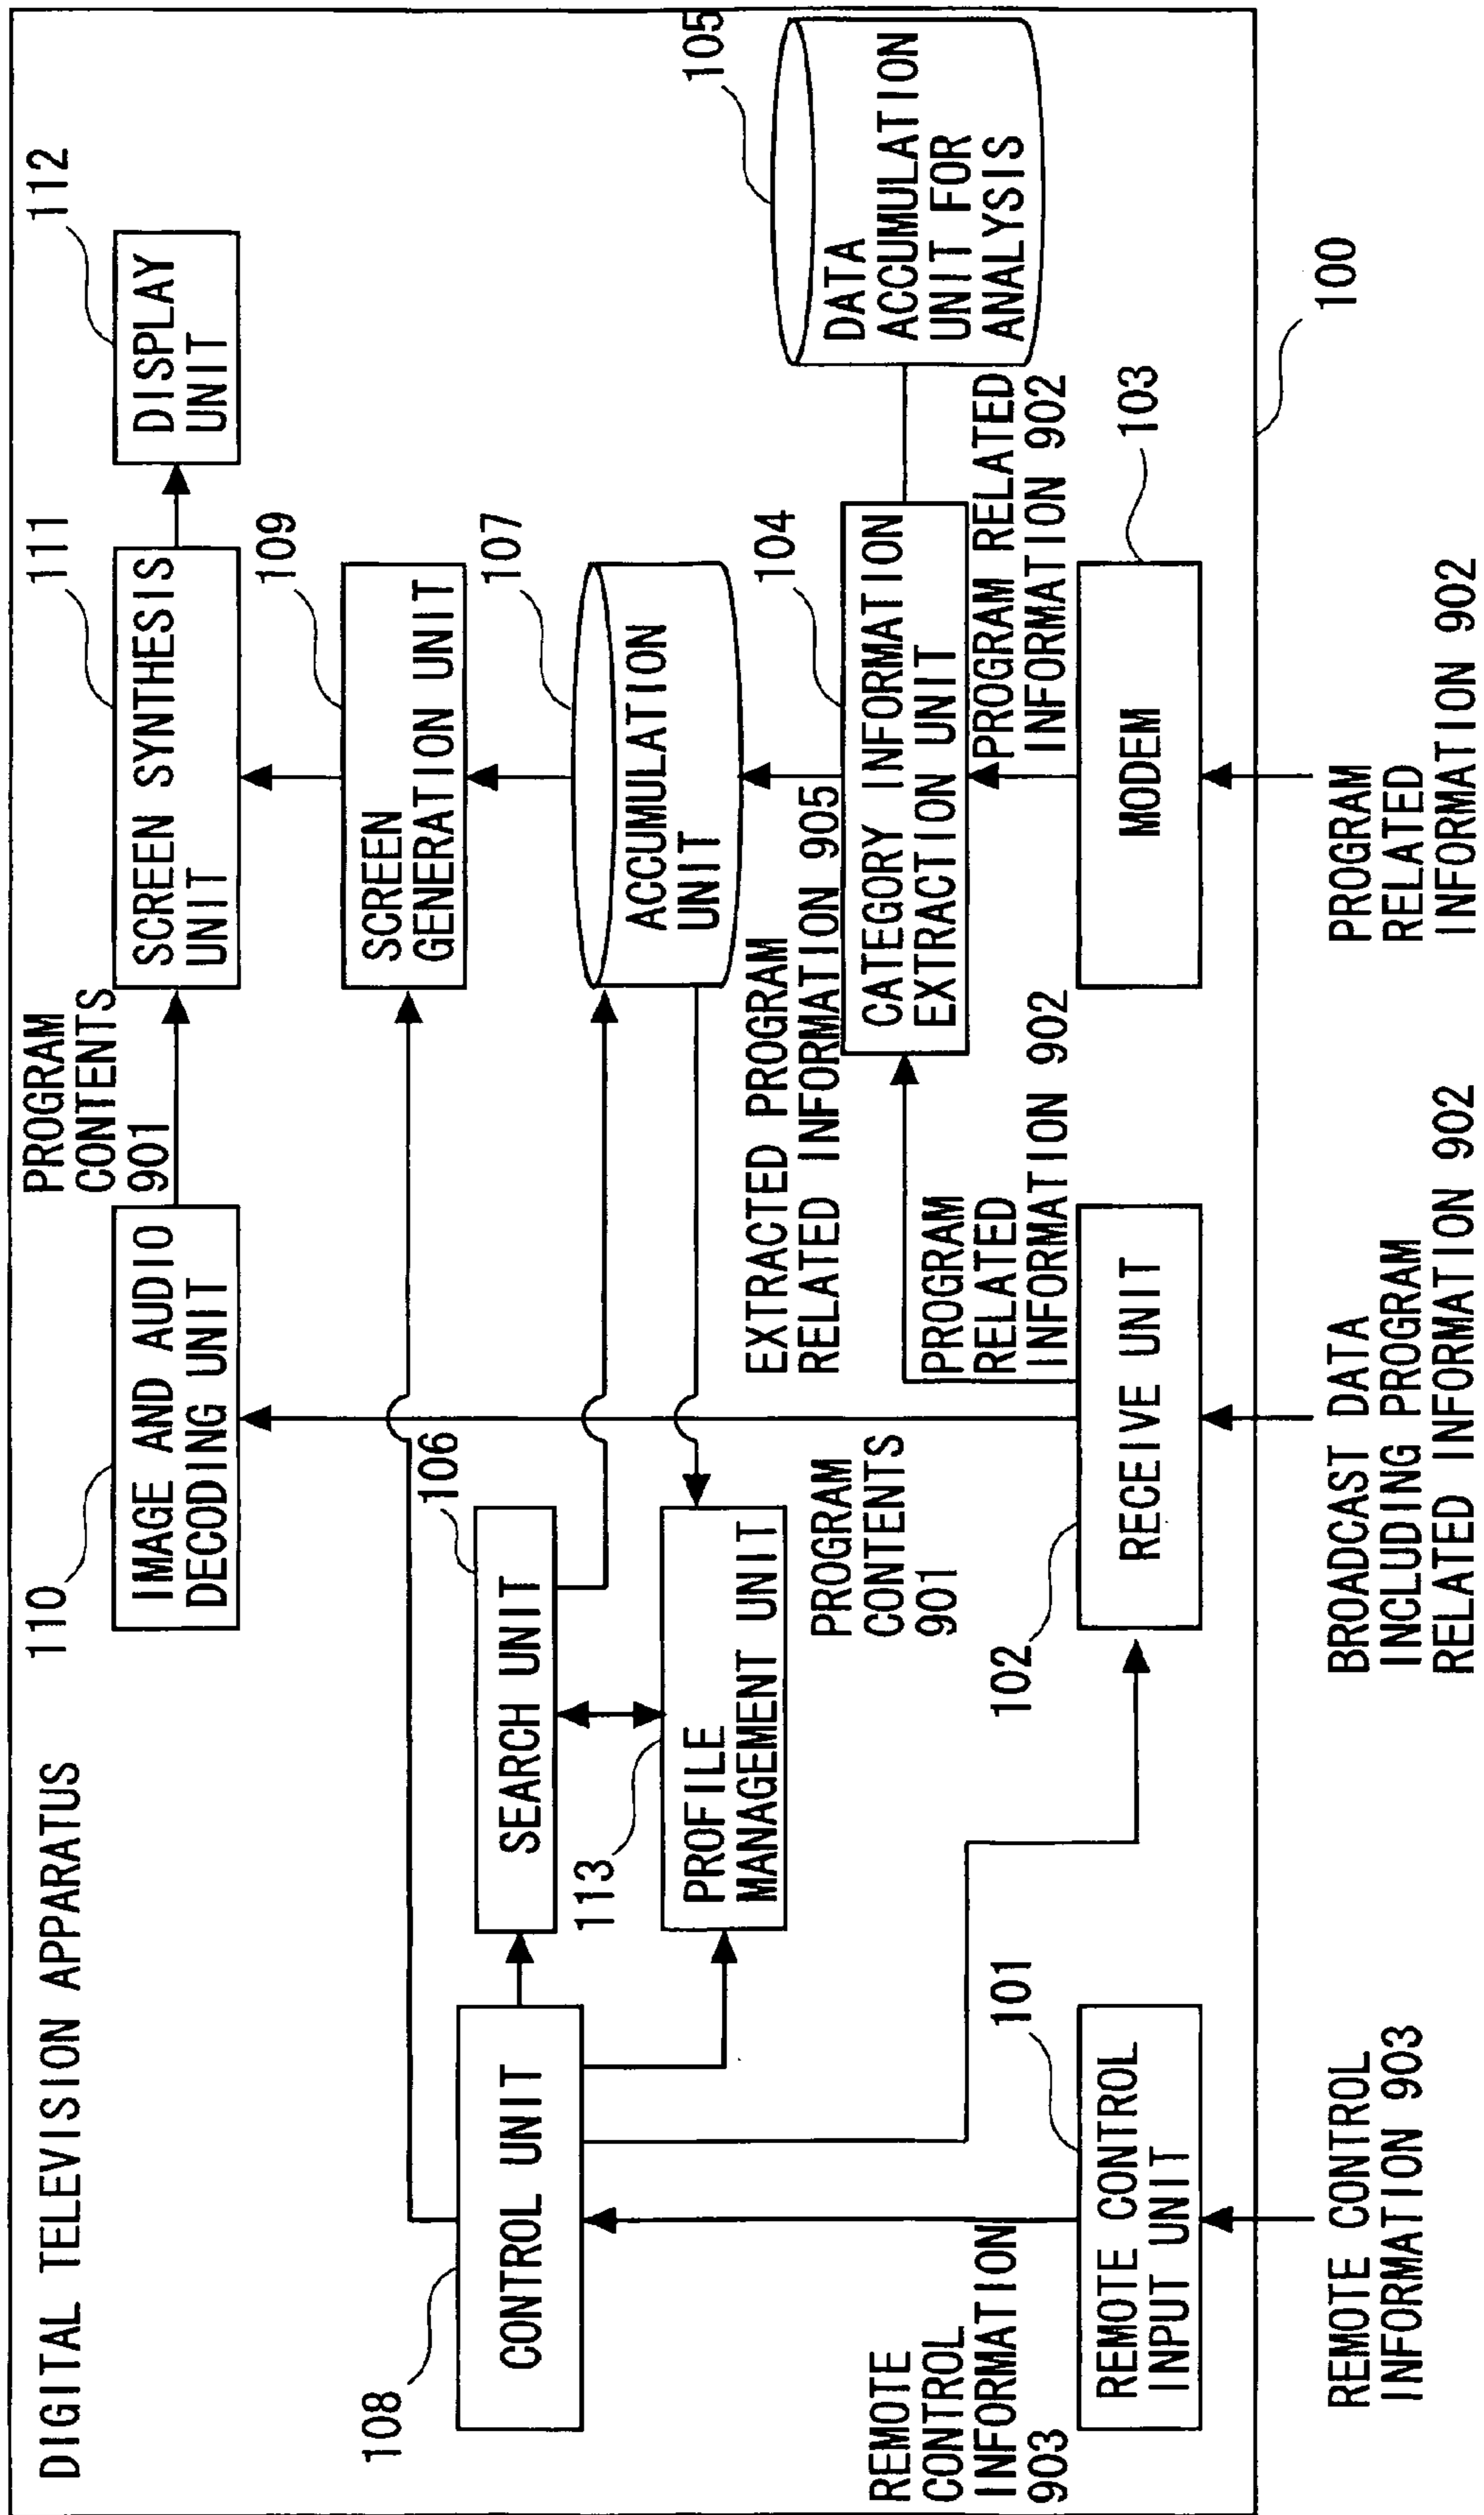 DIGITAL TELEVISION APPARATUS
110
IMAGE AND AUDIO
DECODING UNIT
PROGRAM
CONTENTS
901
111
SCREEN SYNTHESIS
UNIT
112
DISPLAY
UNIT
109
SCREEN
GENERATION UNIT
108
CONTROL UNIT
106
SEARCH UNIT
113
PROFILE
MANAGEMENT UNIT
107
ACCUMULATION
UNIT
105
DATA
ACCUMULATION
UNIT FOR
ANALYSIS
EXTRACTED PROGRAM
RELATED INFORMATION 905
104
CATEGORY INFORMATION
EXTRACTION UNIT
PROGRAM
CONTENTS
901
PROGRAM
RELATED
INFORMATION 902
PROGRAM RELATED
INFORMATION 902
REMOTE
CONTROL
INFORMATION
903
101
REMOTE CONTROL
INPUT UNIT
102
RECEIVE UNIT
103
MODEM
100
REMOTE CONTROL
INFORMATION 903
BROADCAST DATA
INCLUDING PROGRAM
RELATED INFORMATION 902
PROGRAM
RELATED
INFORMATION 902